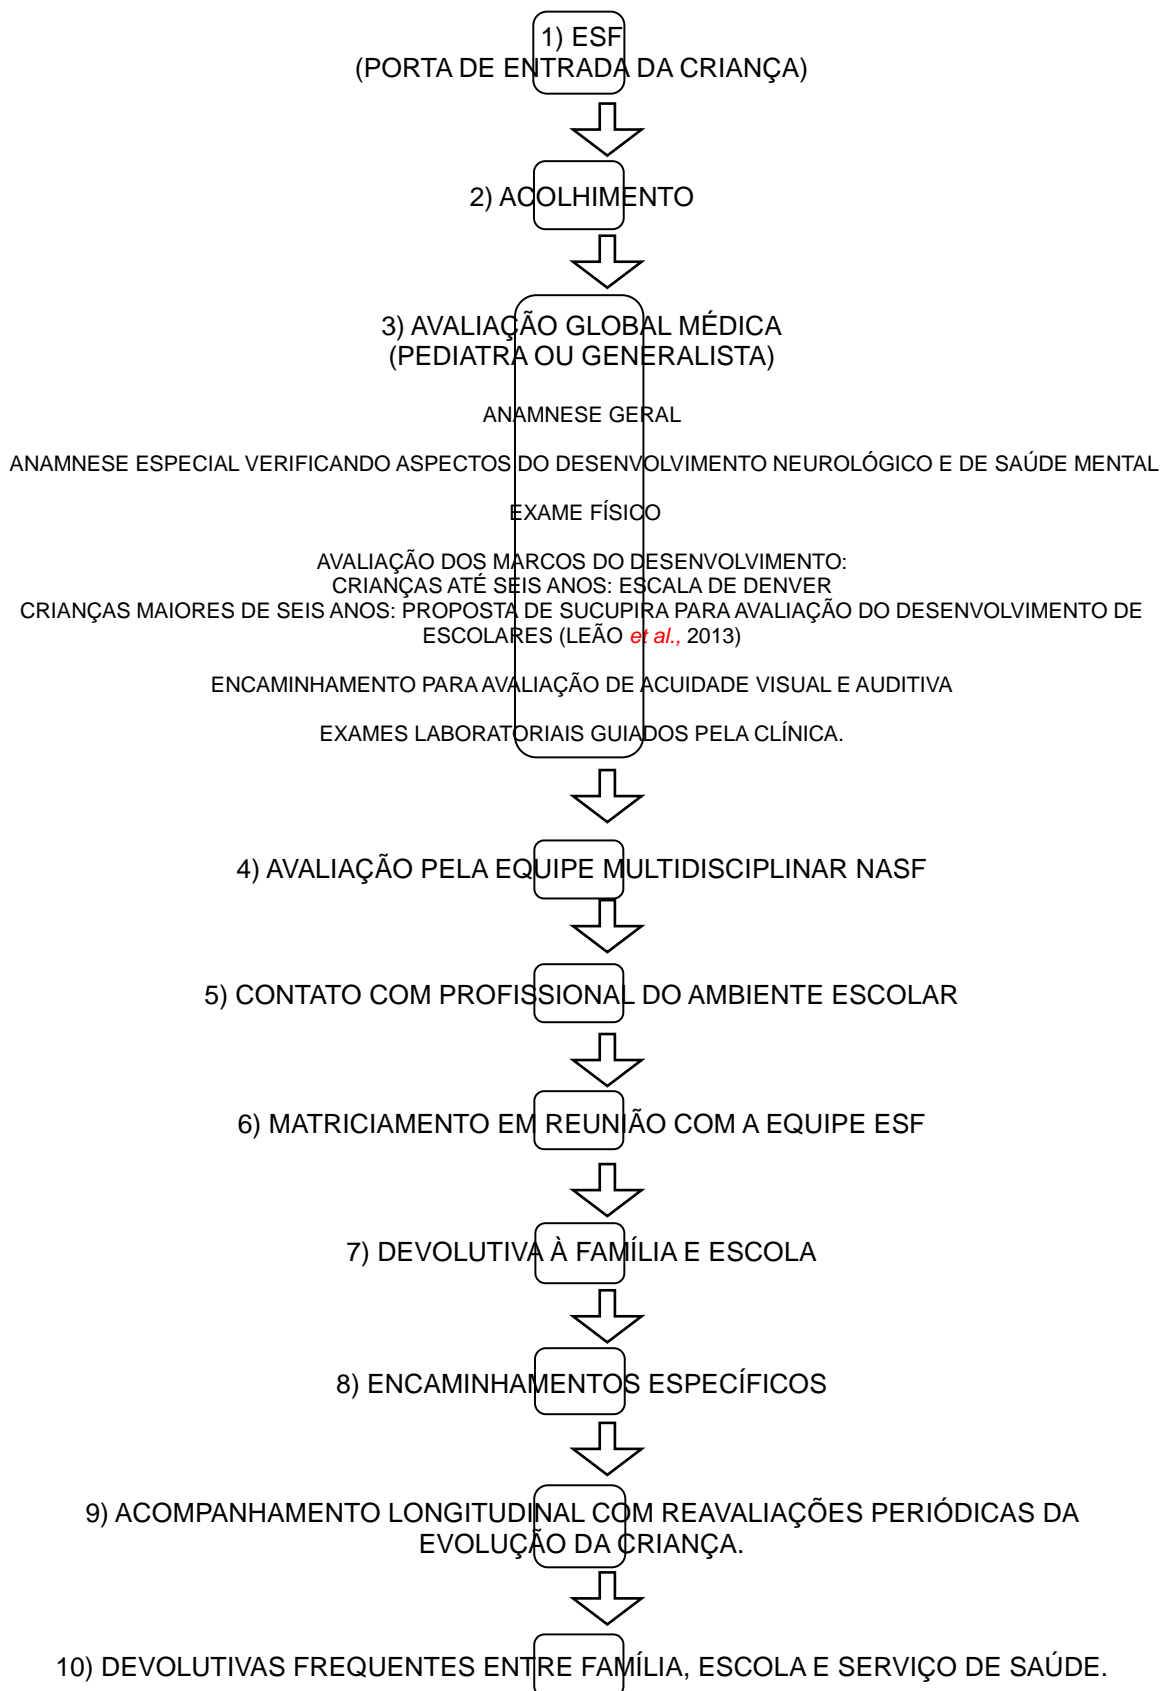 1) ESF
(PORTA DE ENTRADA DA CRIANÇA)
2) ACOLHIMENTO
3) AVALIAÇÃO GLOBAL MÉDICA
(PEDIATRA OU GENERALISTA)
ANAMNESE GERAL
ANAMNESE ESPECIAL VERIFICANDO ASPECTOS DO DESENVOLVIMENTO NEUROLÓGICO E DE SAÚDE MENTAL
EXAME FÍSICO
AVALIAÇÃO DOS MARCOS DO DESENVOLVIMENTO:
CRIANÇAS ATÉ SEIS ANOS: ESCALA DE DENVER
CRIANÇAS MAIORES DE SEIS ANOS: PROPOSTA DE SUCUPIRA PARA AVALIAÇÃO DO DESENVOLVIMENTO DE
ESCOLARES (LEÃO et al., 2013)
ENCAMINHAMENTO PARA AVALIAÇÃO DE ACUIDADE VISUAL E AUDITIVA
EXAMES LABORATORIAIS GUIADOS PELA CLÍNICA.
4) AVALIAÇÃO PELA EQUIPE MULTIDISCIPLINAR NASF
5) CONTATO COM PROFISSIONAL DO AMBIENTE ESCOLAR
6) MATRICIAMENTO EM REUNIÃO COM A EQUIPE ESF
7) DEVOLUTIVA À FAMÍLIA E ESCOLA
8) ENCAMINHAMENTOS ESPECÍFICOS
9) ACOMPANHAMENTO LONGITUDINAL COM REAVALIAÇÕES PERIÓDICAS DA
EVOLUÇÃO DA CRIANÇA.
10) DEVOLUTIVAS FREQUENTES ENTRE FAMÍLIA, ESCOLA E SERVIÇO DE SAÚDE.